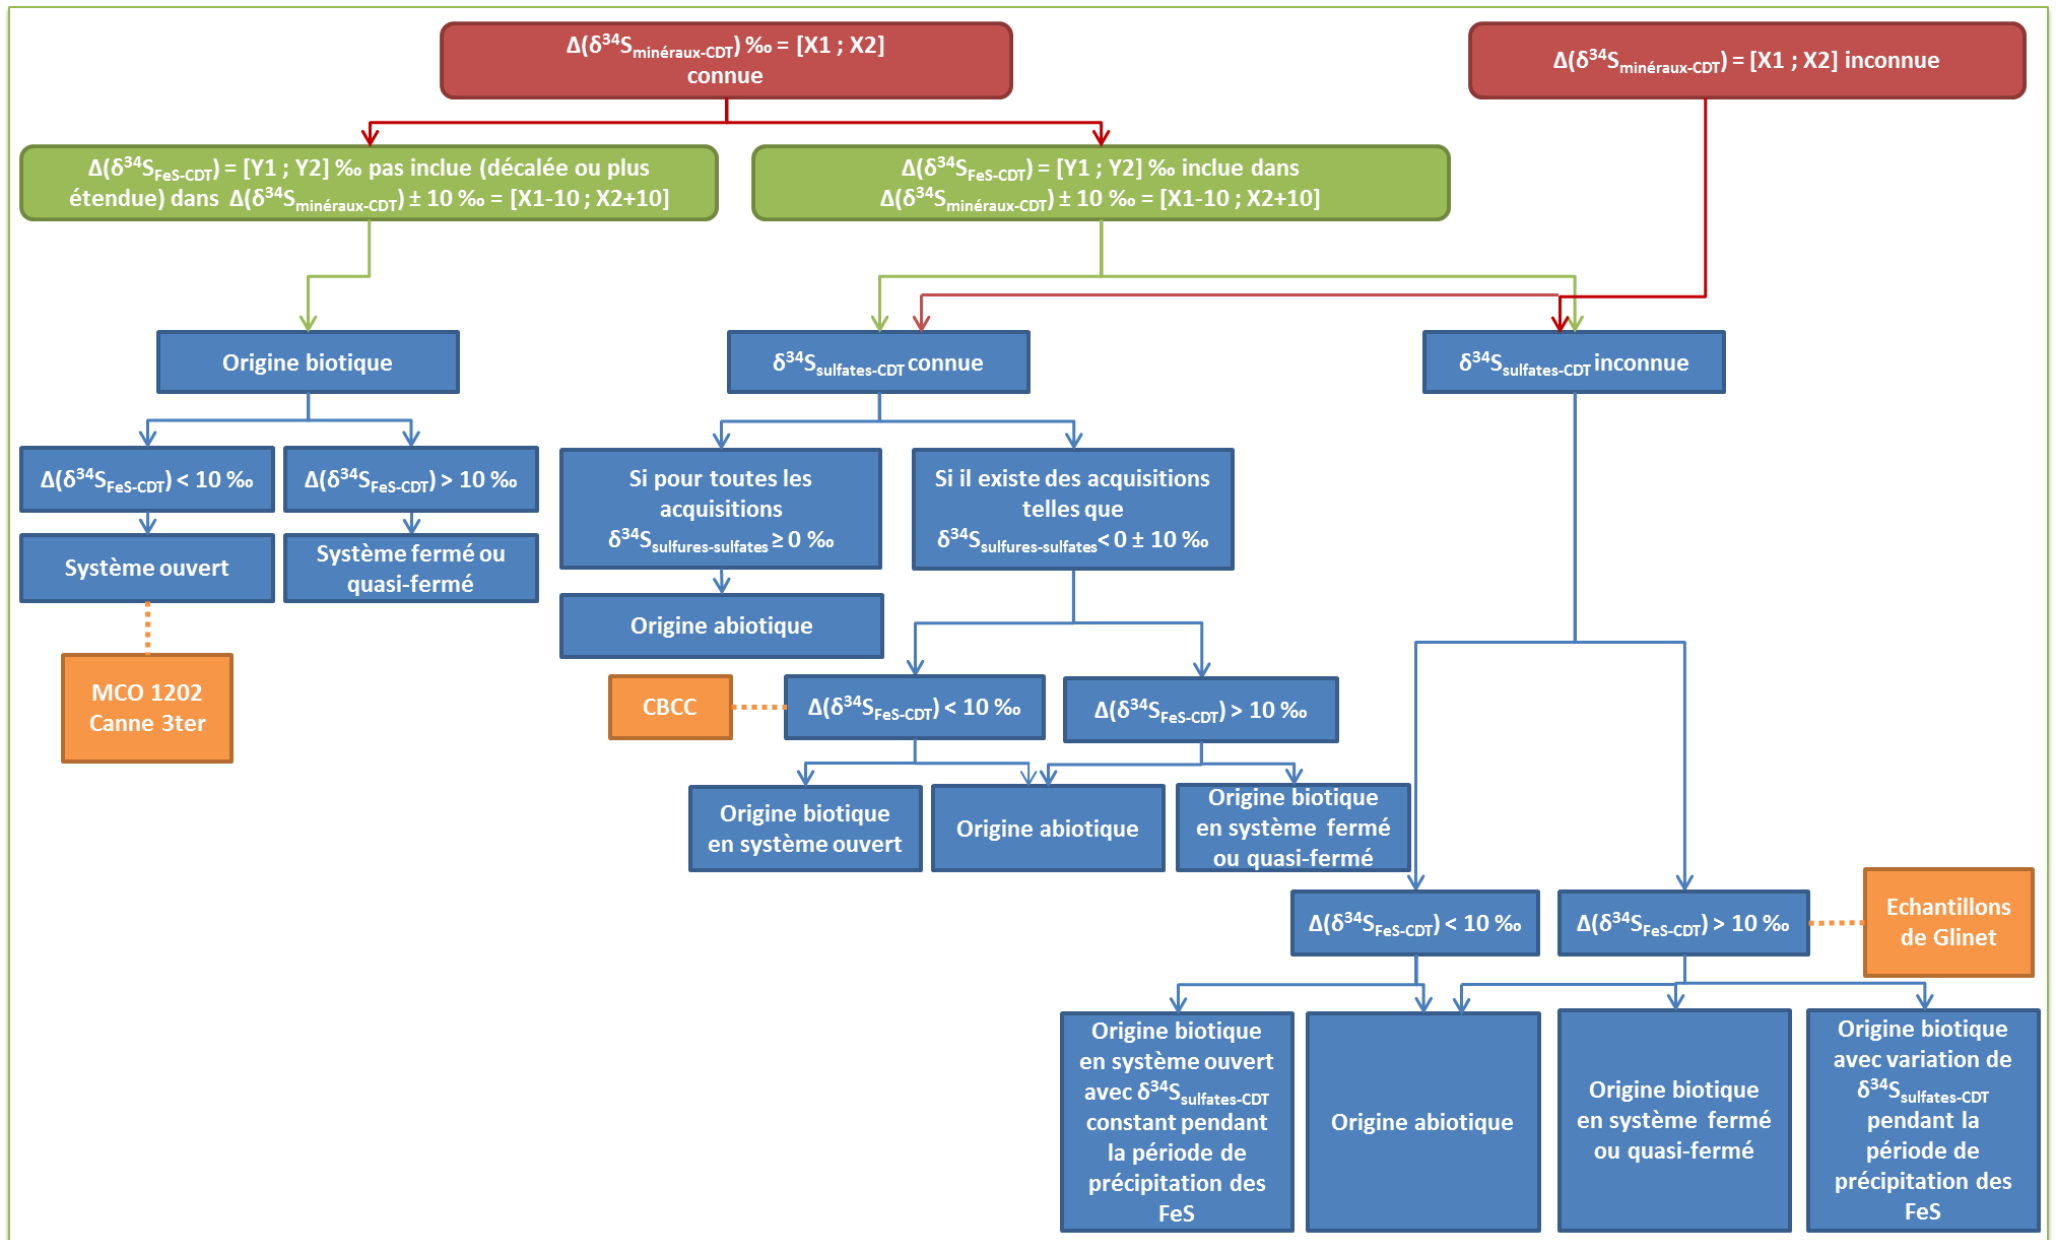 Δ(δ³⁴Sminéraux-CDT) ‰ = [X1 ; X2]
connue
Δ(δ³⁴Sminéraux-CDT) = [X1 ; X2] inconnue
Δ(δ³⁴SFeS-CDT) = [Y1 ; Y2] ‰ pas inclue (décalée ou plus
étendue) dans Δ(δ³⁴Sminéraux-CDT) ± 10 ‰ = [X1-10 ; X2+10]
Δ(δ³⁴SFeS-CDT) = [Y1 ; Y2] ‰ inclue dans
Δ(δ³⁴Sminéraux-CDT) ± 10 ‰ = [X1-10 ; X2+10]
Origine biotique
δ³⁴Ssulfates-CDT connue
δ³⁴Ssulfates-CDT inconnue
Δ(δ³⁴SFeS-CDT) < 10 ‰
Δ(δ³⁴SFeS-CDT) > 10 ‰
Si pour toutes les
acquisitions
δ³⁴Ssulfures-sulfates ≥ 0 ‰
Si il existe des acquisitions
telles que
δ³⁴Ssulfures-sulfates < 0 ± 10 ‰
Système ouvert
Système fermé ou
quasi-fermé
Origine abiotique
MCO 1202
Canne 3ter
CBCC
Δ(δ³⁴SFeS-CDT) < 10 ‰
Δ(δ³⁴SFeS-CDT) > 10 ‰
Origine biotique
en système ouvert
Origine abiotique
Origine biotique
en système fermé
ou quasi-fermé
Δ(δ³⁴SFeS-CDT) < 10 ‰
Δ(δ³⁴SFeS-CDT) > 10 ‰
Echantillons
de Glinet
Origine biotique
en système ouvert
avec δ³⁴Ssulfates-CDT
constant pendant
la période de
précipitation des
FeS
Origine abiotique
Origine biotique
en système fermé
ou quasi-fermé
Origine biotique
avec variation de
δ³⁴Ssulfates-CDT
pendant la
période de
précipitation des
FeS